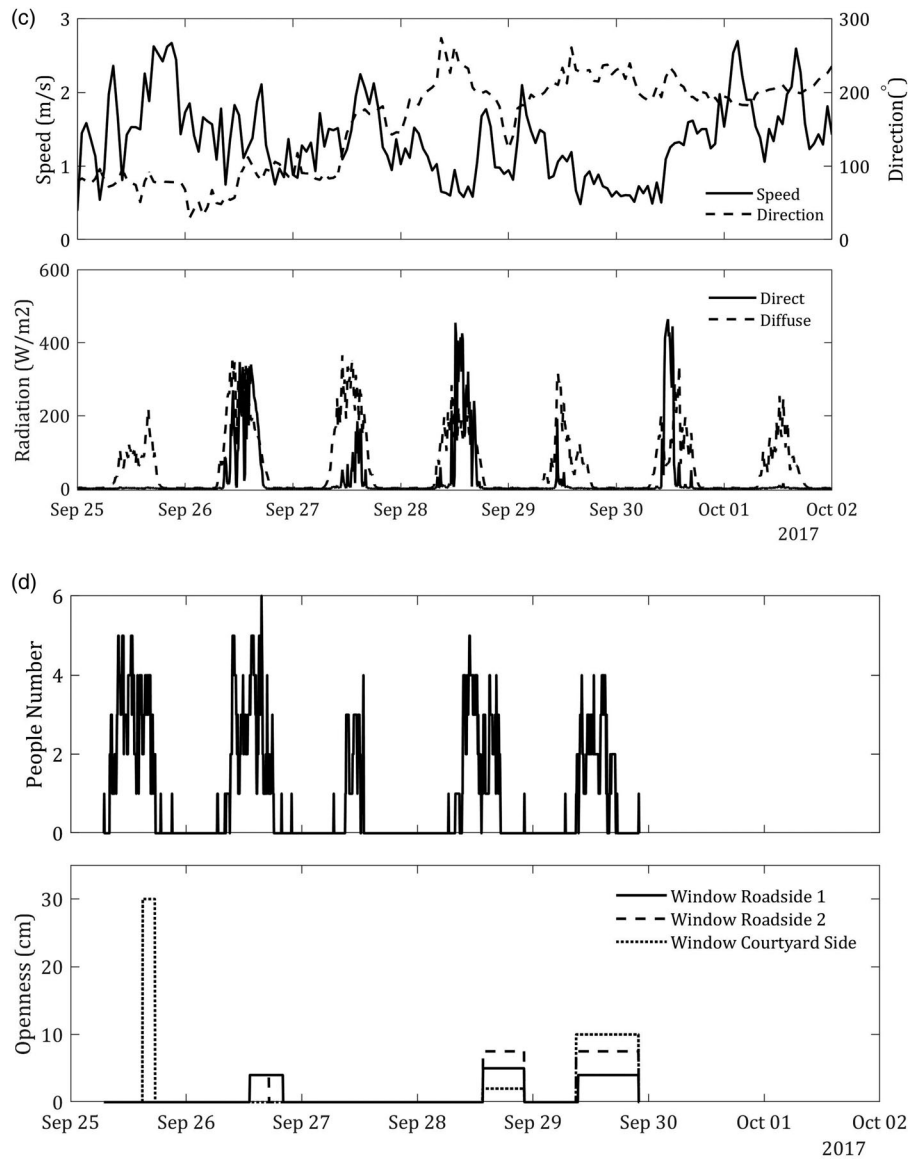 (c)
3
2
1
0
Speed (m/s)
300
200
100
0
Direction(°)
Speed
Direction
600
400
200
0
Radiation (W/m2)
Direct
Diffuse
Sep 25 Sep 26 Sep 27 Sep 28 Sep 29 Sep 30 Oct 01 Oct 02
2017
(d)
6
4
2
0
People Number
30
20
10
0
Openness (cm)
Window Roadside 1
Window Roadside 2
Window Courtyard Side
Sep 25 Sep 26 Sep 27 Sep 28 Sep 29 Sep 30 Oct 01 Oct 02
2017